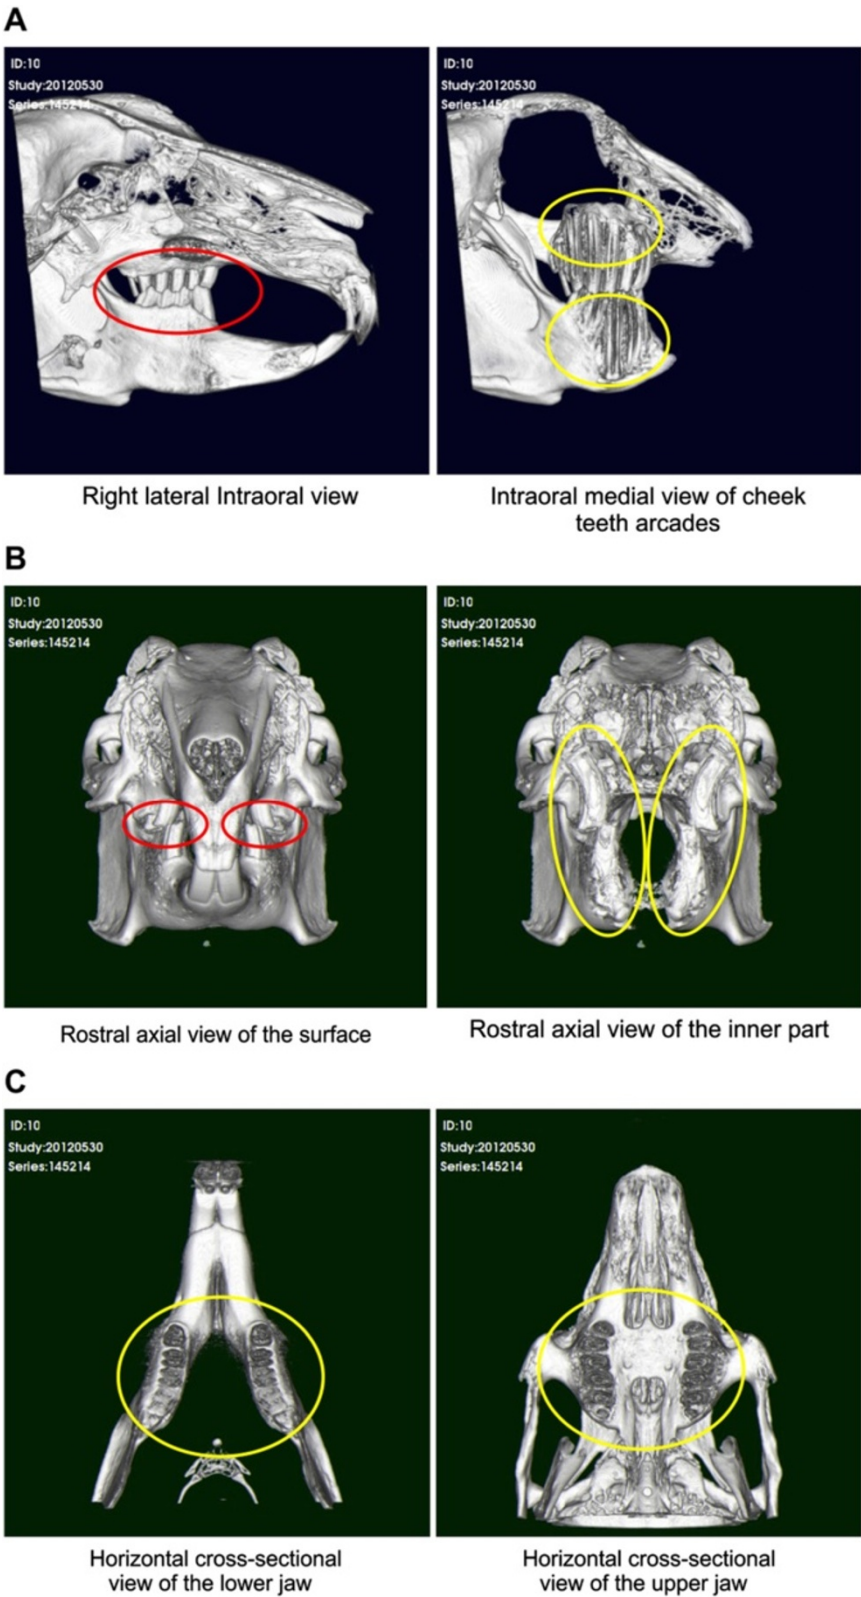 A
ID:10
Study:20120530
Series:145214
ID:10
Study:20120530
Series:145214
Right lateral Intraoral view
Intraoral medial view of cheek
teeth arcades
B
ID:10
Study:20120530
Series:145214
ID:10
Study:20120530
Series:145214
Rostral axial view of the surface
Rostral axial view of the inner part
C
ID:10
Study:20120530
Series:145214
ID:10
Study:20120530
Series:145214
Horizontal cross-sectional
view of the lower jaw
Horizontal cross-sectional
view of the upper jaw